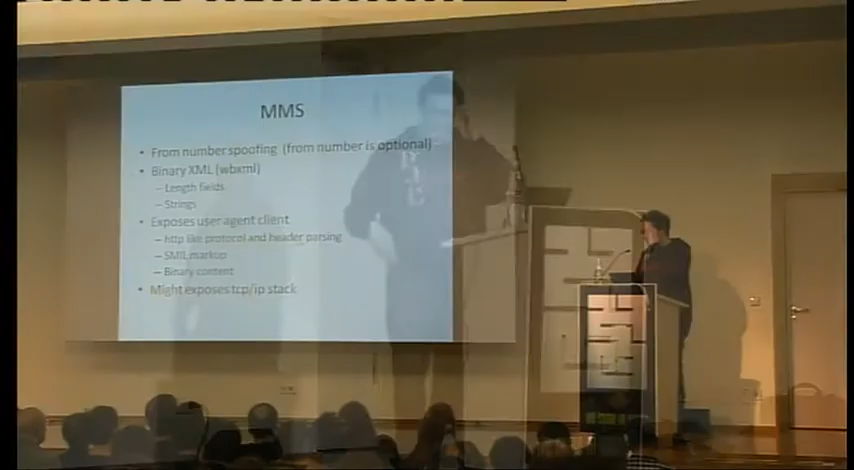 MMS
• From number spoofing (from number is optional)
• Binary XML (wbxml)
– Length fields
– Strings
• Exposes user agent client
– http like protocol and header parsing
– SMIL markup
– Binary content
• Might exposes tcp/ip stack